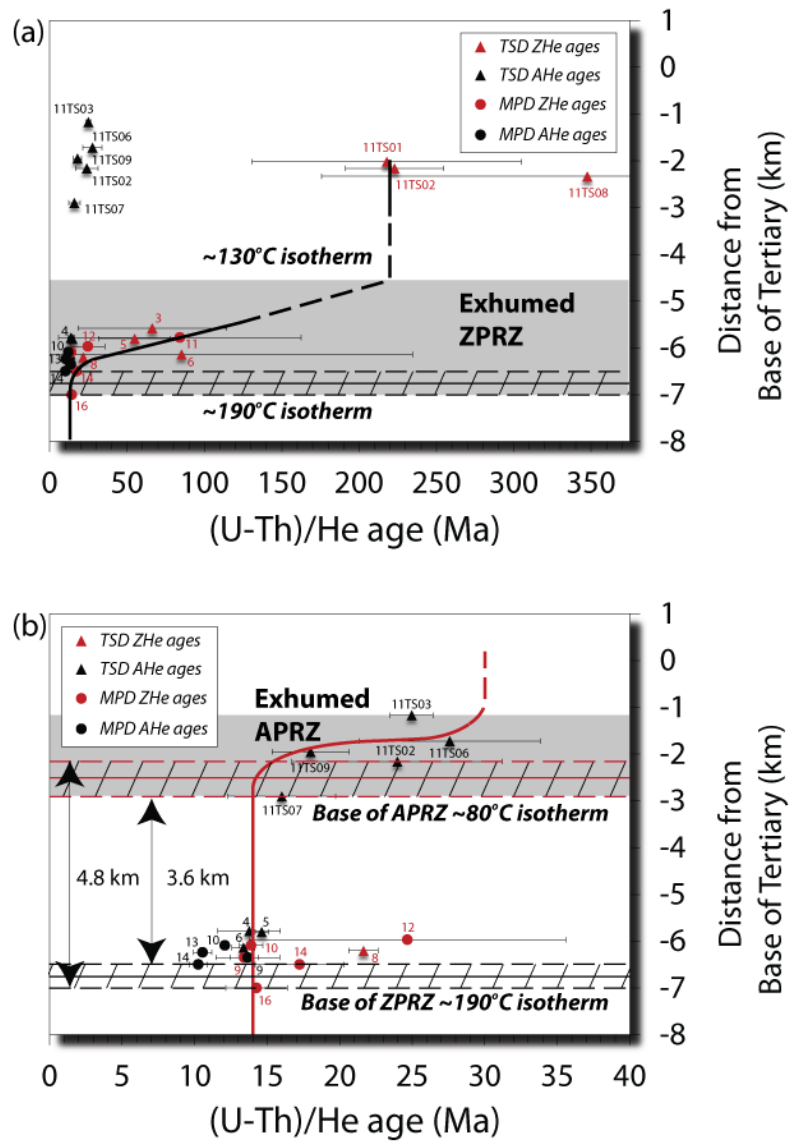 (a)
TSD ZHe ages
TSD AHe ages
MPD ZHe ages
MPD AHe ages
11TS03
11TS06
11TS09
11TS02
11TS07
11TS01
11TS02
11TS08
~130°C isotherm
Exhumed
ZPRZ
3
4
5
12
11
10
6
13
8
14
14
16
~190°C isotherm
1
0
-1
-2
-3
-4
-5
-6
-7
-8
Distance from
Base of Tertiary (km)
0 50 100 150 200 250 300 350
(U-Th)/He age (Ma)
(b)
TSD ZHe ages
TSD AHe ages
MPD ZHe ages
MPD AHe ages
Exhumed
APRZ
11TS03
11TS02
11TS06
11TS09
11TS07
Base of APRZ ~80°C isotherm
4.8 km
3.6 km
4
5
12
13
10
6
10
8
14
9
9
14
16
Base of ZPRZ ~190°C isotherm
1
0
-1
-2
-3
-4
-5
-6
-7
-8
Distance from
Base of Tertiary (km)
0 5 10 15 20 25 30 35 40
(U-Th)/He age (Ma)